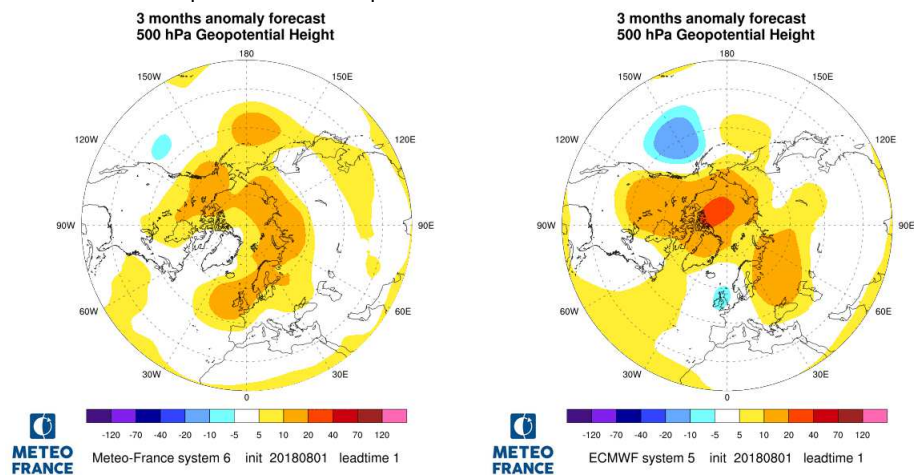 3 months anomaly forecast
500 hPa Geopotential Height
180
150W
150E
120W
120E
90W
90E
60W
60E
30W
30E
0
-120 -70 -40 -20 -10 -5 5 10 20 40 70 120
METEO
FRANCE
Meteo-France system 6 init 20180801 leadtime 1
3 months anomaly forecast
500 hPa Geopotential Height
180
150W
150E
120W
120E
90W
90E
60W
60E
30W
30E
0
-120 -70 -40 -20 -10 -5 5 10 20 40 70 120
METEO
FRANCE
ECMWF system 5 init 20180801 leadtime 1